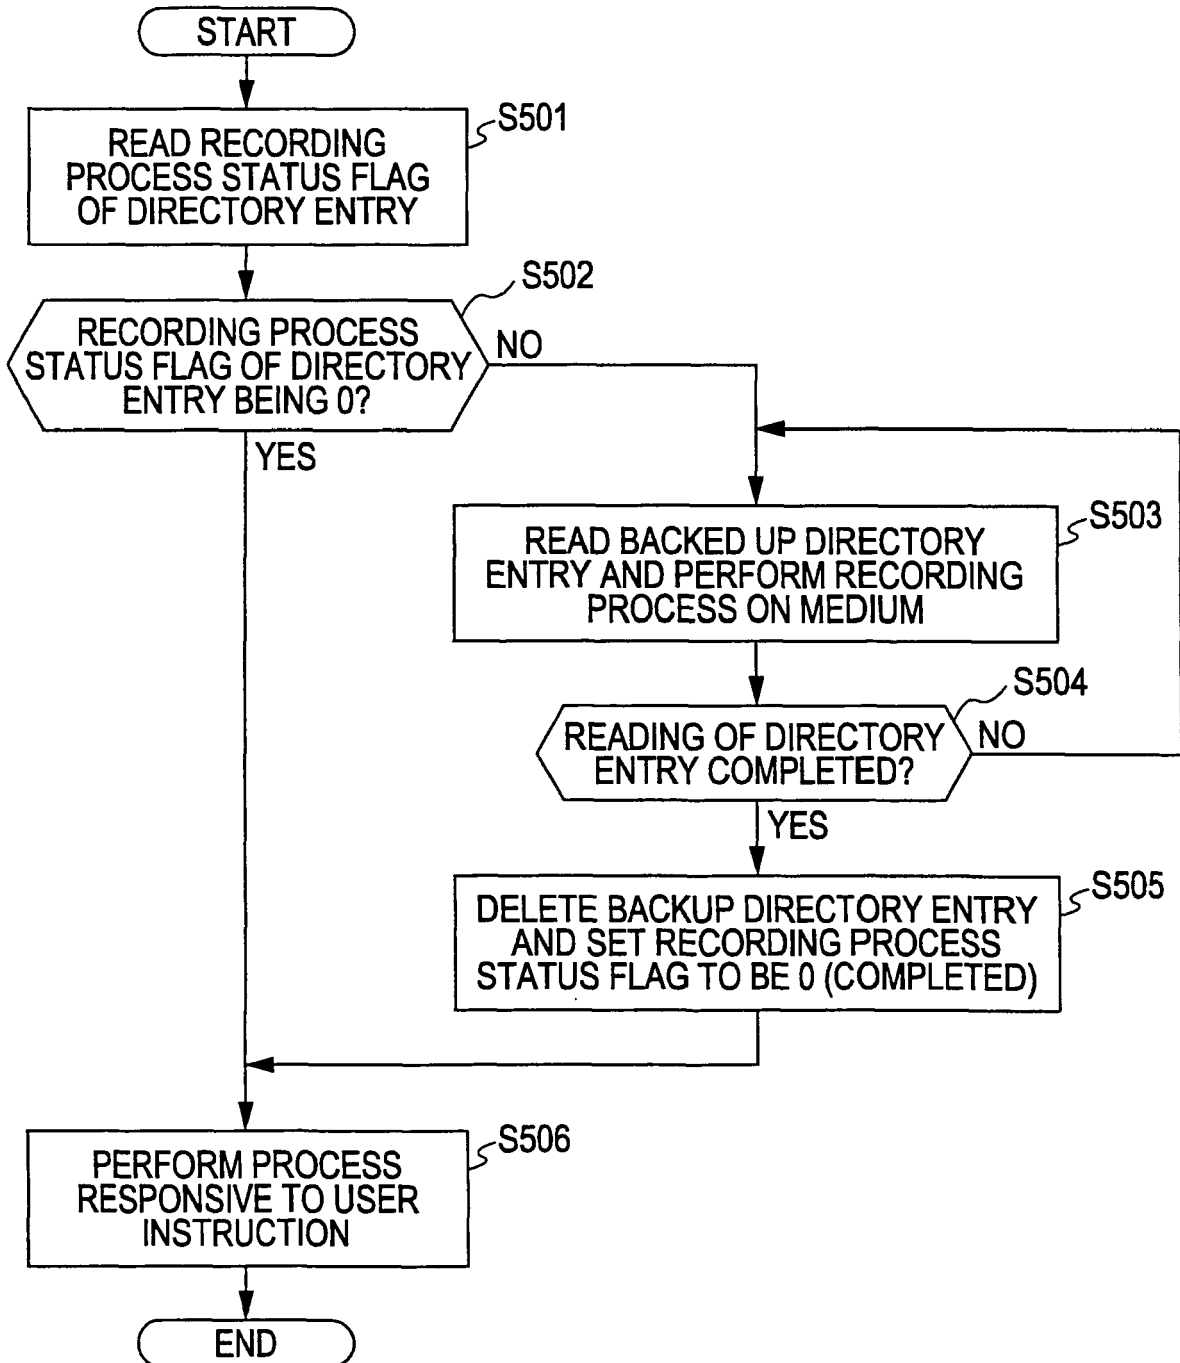 START
S501
READ RECORDING
PROCESS STATUS FLAG
OF DIRECTORY ENTRY
S502
RECORDING PROCESS
STATUS FLAG OF DIRECTORY
ENTRY BEING 0?
NO
YES
S503
READ BACKED UP DIRECTORY
ENTRY AND PERFORM RECORDING
PROCESS ON MEDIUM
S504
READING OF DIRECTORY
ENTRY COMPLETED?
NO
YES
S505
DELETE BACKUP DIRECTORY ENTRY
AND SET RECORDING PROCESS
STATUS FLAG TO BE 0 (COMPLETED)
S506
PERFORM PROCESS
RESPONSIVE TO USER
INSTRUCTION
END